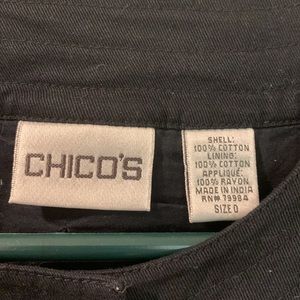 CHICO'S
SHELL:
100% COTTON
LINING:
100% COTTON
APPLIQUE:
100% RAYON
MADE IN INDIA
RN# 79984
SIZE 0